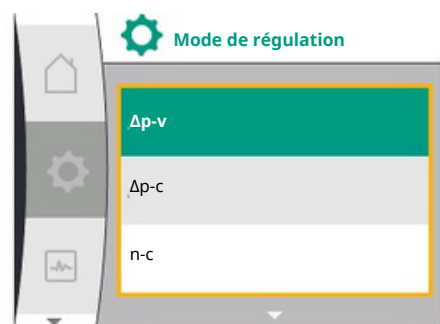 Mode de régulation
Δp-v
Δp-c
n-c